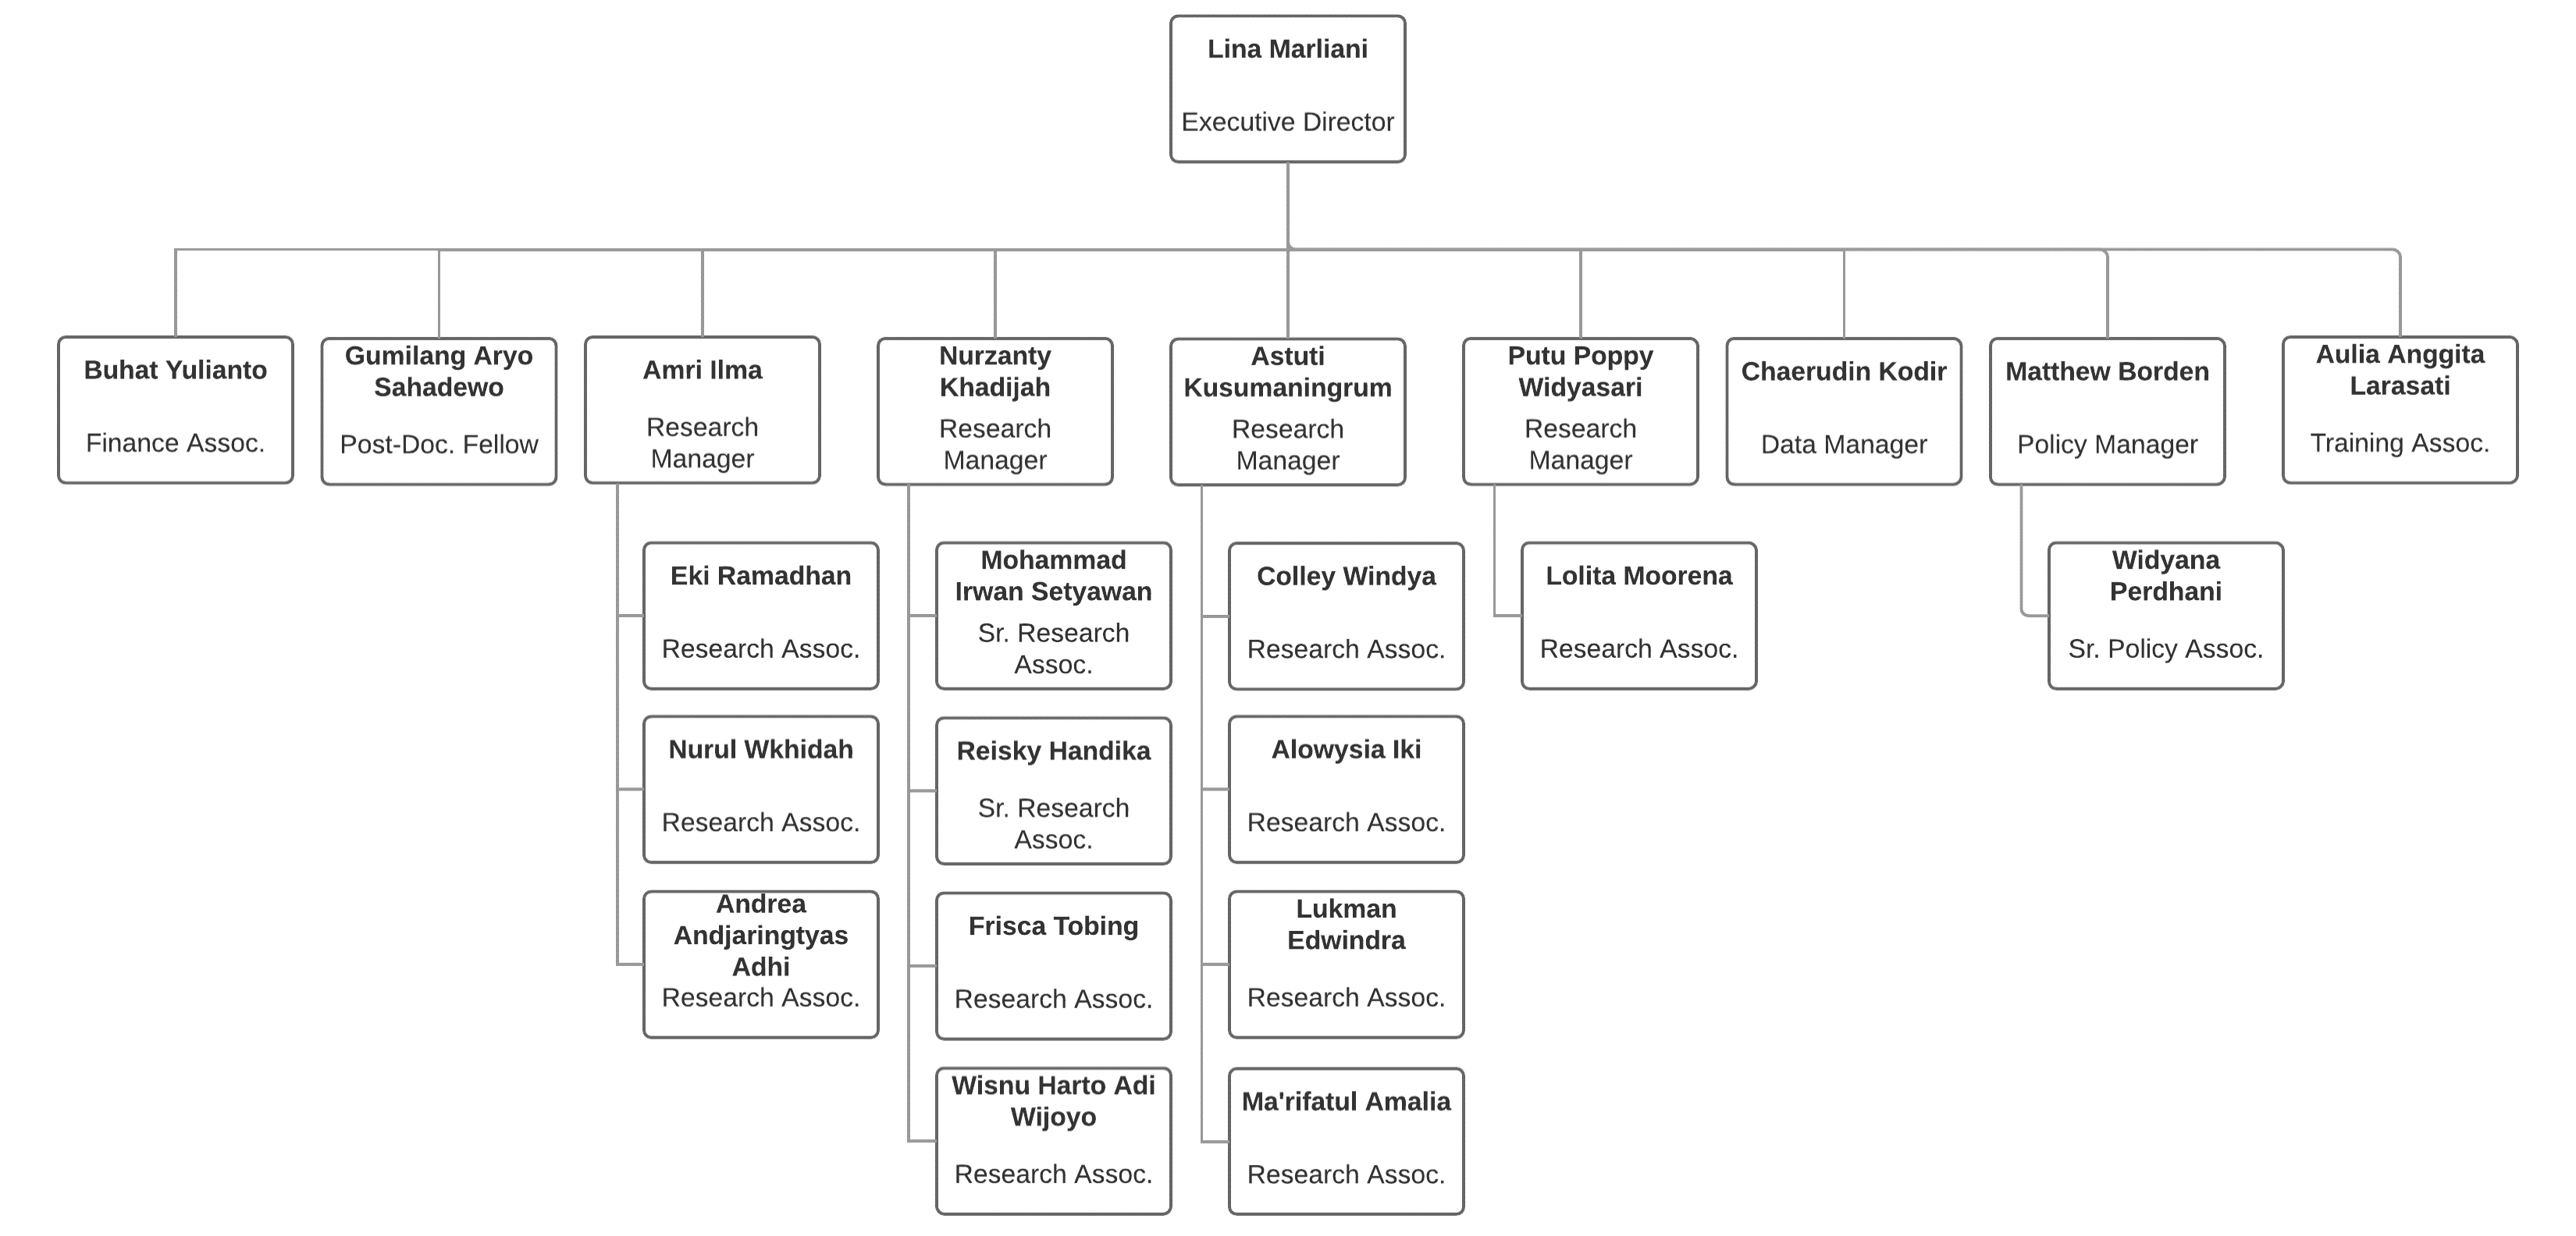 Lina Marliani
Executive Director
Buhat Yulianto
Finance Assoc.
Gumilang Aryo
Sahadewo
Post-Doc. Fellow
Amri Ilma
Research
Manager
Nurzanty
Khadijah
Research
Manager
Astuti
Kusumaningrum
Research
Manager
Putu Poppy
Widyasari
Research
Manager
Chaerudin Kodir
Data Manager
Matthew Borden
Policy Manager
Aulia Anggita
Larasati
Training Assoc.
Eki Ramadhan
Research Assoc.
Nurul Wkhidah
Research Assoc.
Andrea
Andjaringtyas
Adhi
Research Assoc.
Mohammad
Irwan Setyawan
Sr. Research
Assoc.
Reisky Handika
Sr. Research
Assoc.
Frisca Tobing
Research Assoc.
Wisnu Harto Adi
Wijoyo
Research Assoc.
Colley Windya
Research Assoc.
Alowysia Iki
Research Assoc.
Lukman
Edwindra
Research Assoc.
Ma'rifatul Amalia
Research Assoc.
Lolita Moorena
Research Assoc.
Widyana
Perdhani
Sr. Policy Assoc.